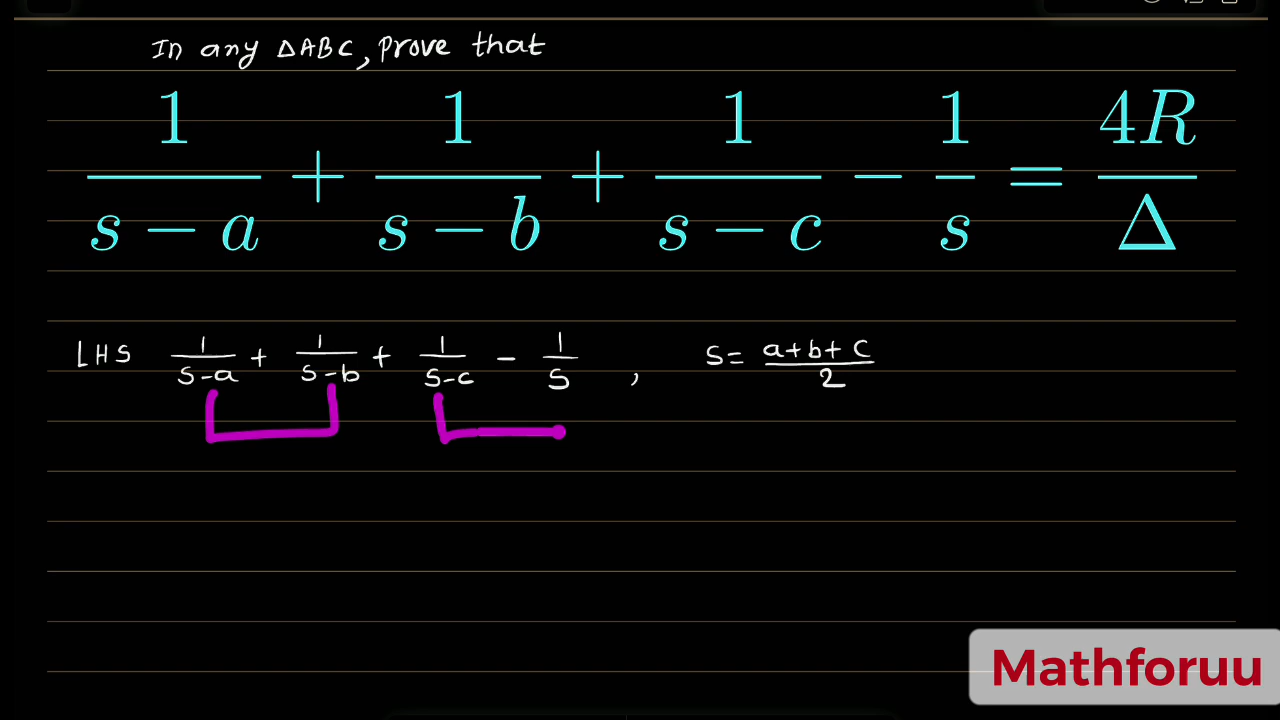 In any ΔABC, Prove that
1/(s − a) + 1/(s − b) + 1/(s − c) − 1/s = 4R/Δ
LHS 1/(S-a) + 1/(S-b) + 1/(S-c) - 1/S , S= (a+b+c)/2
Mathforuu